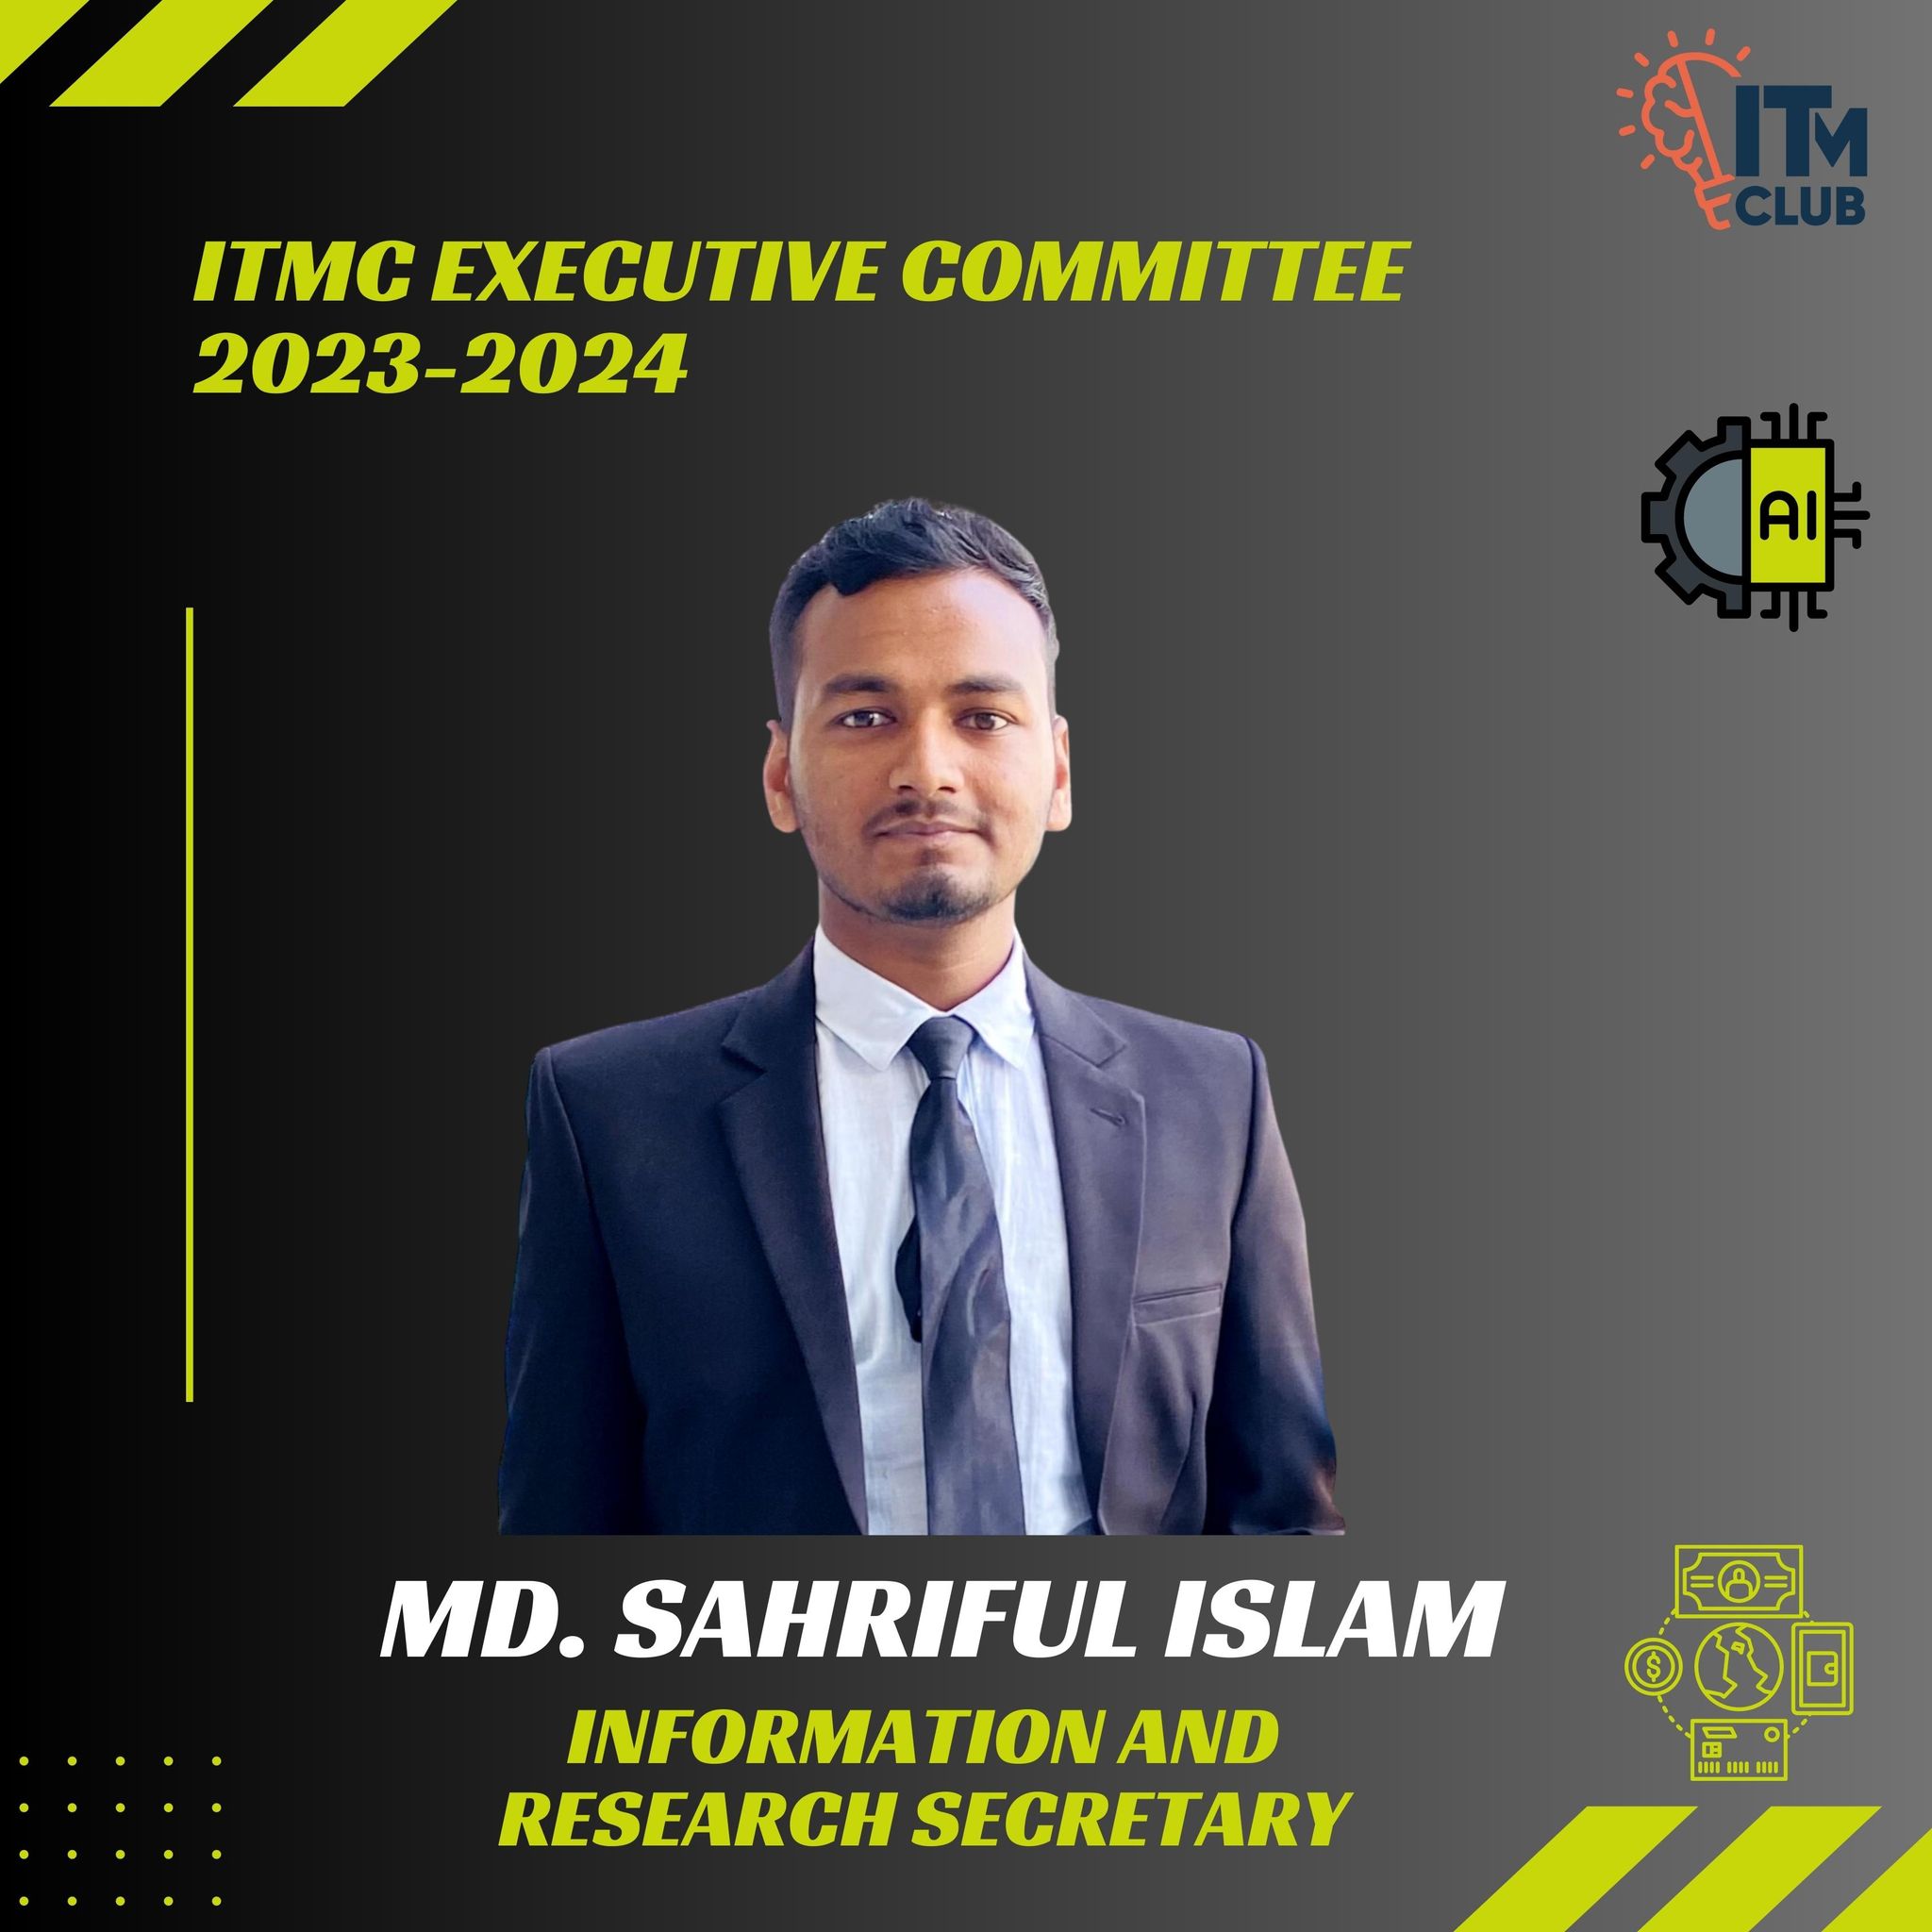 ITM
CLUB
ITMC EXECUTIVE COMMITTEE
2023-2024
AI
MD. SAHRIFUL ISLAM
$
INFORMATION AND
RESEARCH SECRETARY